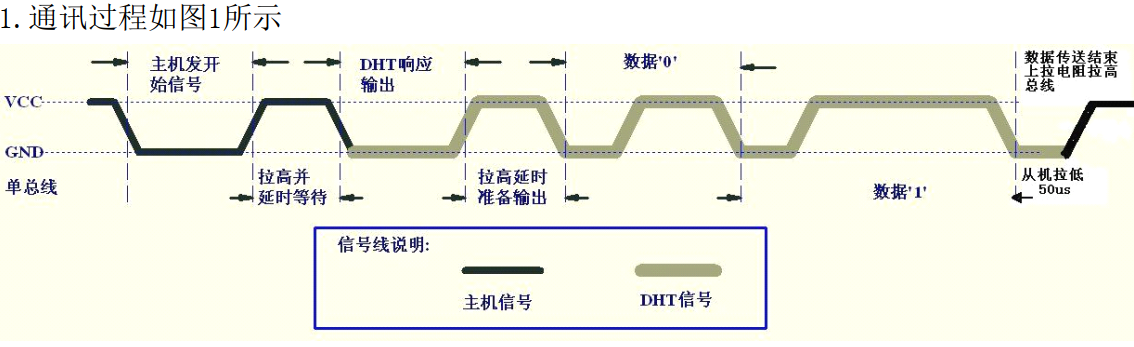 1.通讯过程如图1所示
主机发开
始信号
DHT响应
输出
数据'0'
数据传送结束
上拉电阻拉高
总线
VCC
GND
单总线
拉高并
延时等待
拉高延时
准备输出
数据'1'
从机拉低
50us
信号线说明:
主机信号
DHT信号